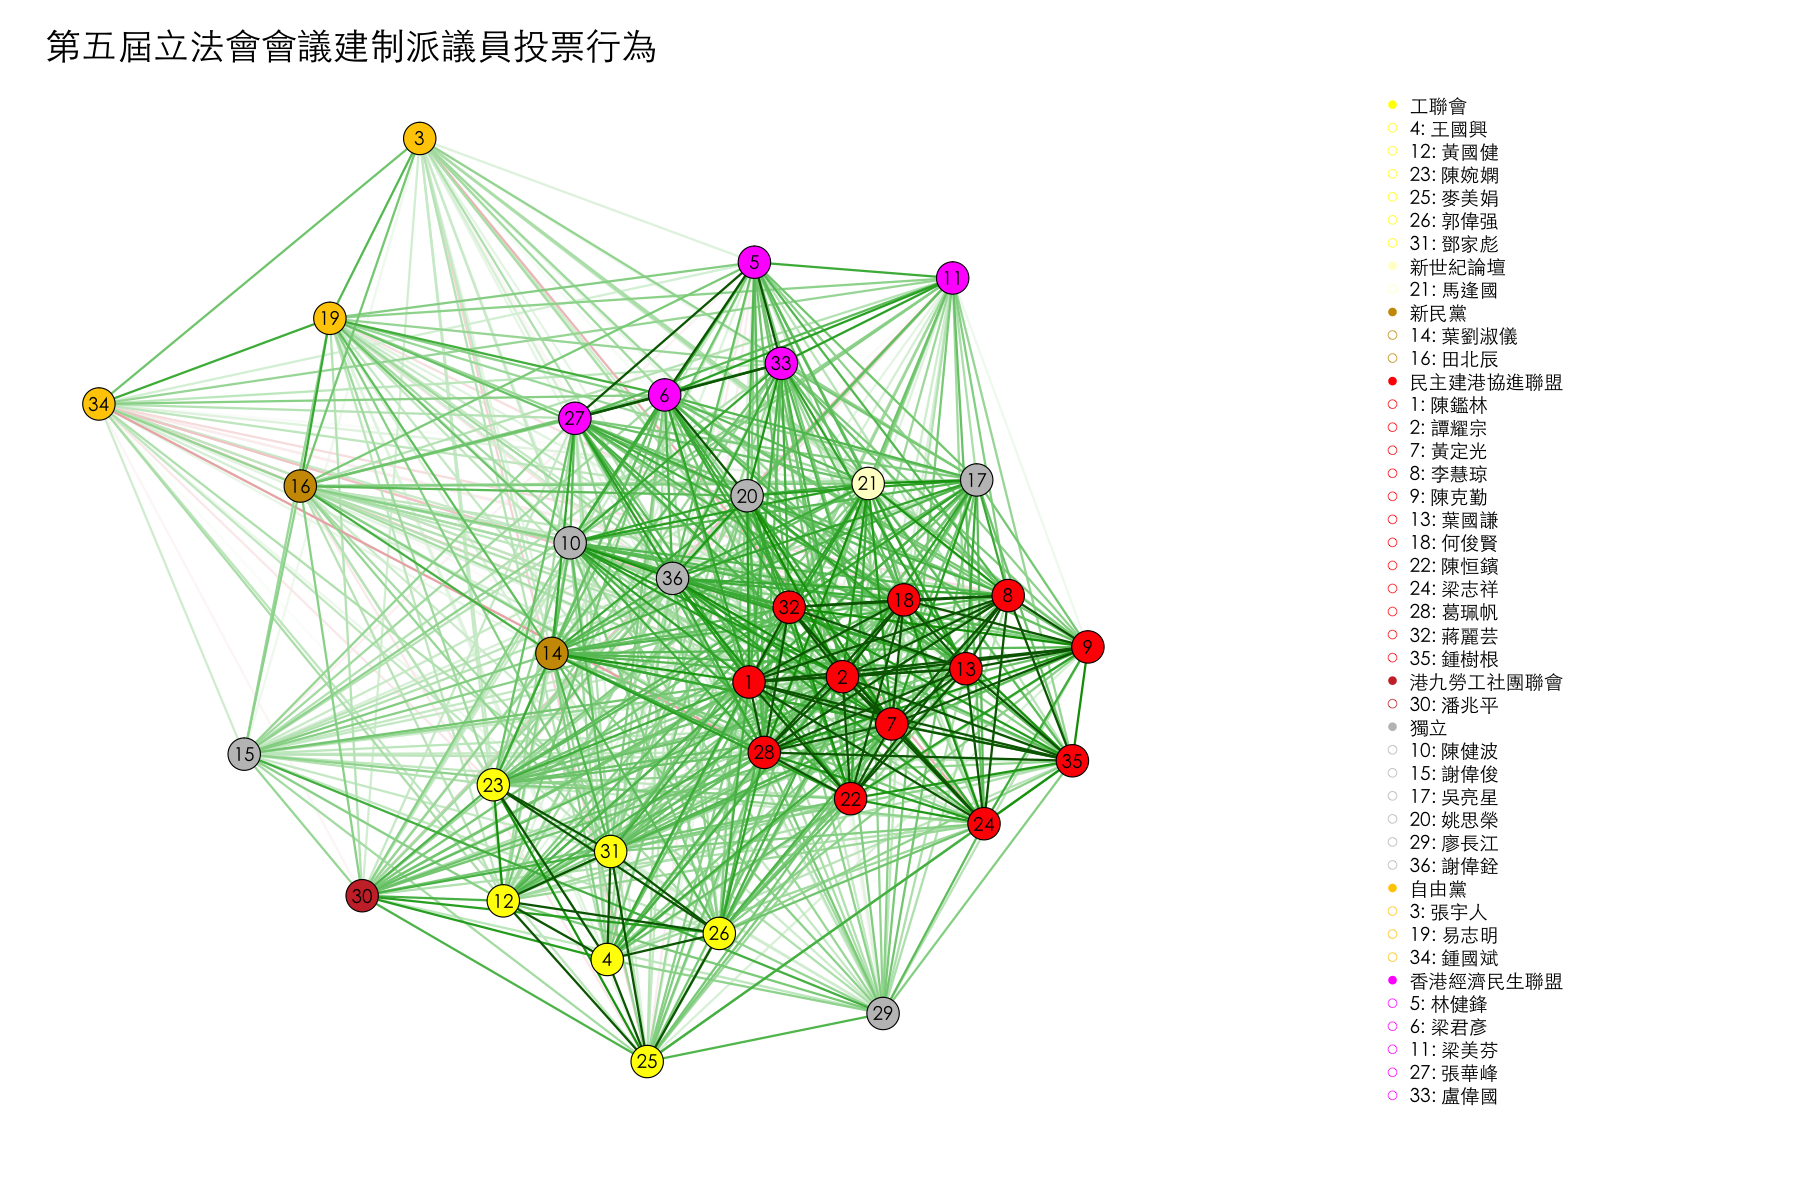 第五屆立法會會議建制派議員投票行為
3
5
11
19
33
6
34
27
17
21
16
20
10
36
8
18
32
9
14
13
2
1
7
28
15
35
23
22
24
31
30
12
26
4
29
25
工聯會
4: 王國興
12: 黃國健
23: 陳婉嫻
25: 麥美娟
26: 郭偉强
31: 鄧家彪
新世紀論壇
21: 馬逢國
新民黨
14: 葉劉淑儀
16: 田北辰
民主建港協進聯盟
1: 陳鑑林
2: 譚耀宗
7: 黃定光
8: 李慧琼
9: 陳克勤
13: 葉國謙
18: 何俊賢
22: 陳恒鑌
24: 梁志祥
28: 葛珮帆
32: 蔣麗芸
35: 鍾樹根
港九勞工社團聯會
30: 潘兆平
獨立
10: 陳健波
15: 謝偉俊
17: 吳亮星
20: 姚思榮
29: 廖長江
36: 謝偉銓
自由黨
3: 張宇人
19: 易志明
34: 鍾國斌
香港經濟民生聯盟
5: 林健鋒
6: 梁君彥
11: 梁美芬
27: 張華峰
33: 盧偉國